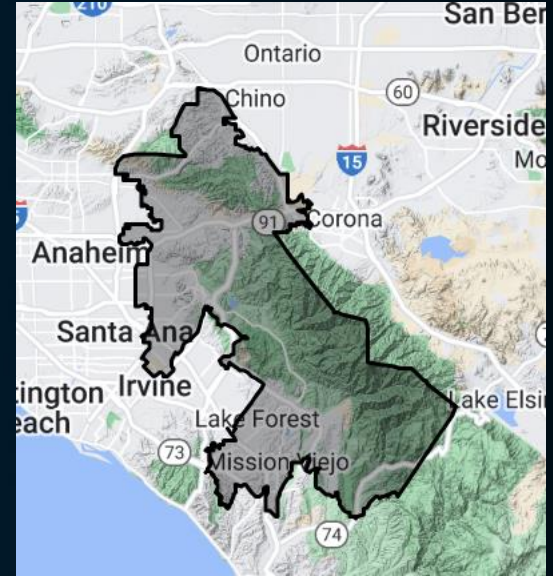 210
San Ber
Ontario
Chino
60
Riverside
15
Mo
91
Corona
Anaheim
Santa Ana
tington
each
Irvine
Lake Elsi
Lake Forest
73
Mission Viejo
74